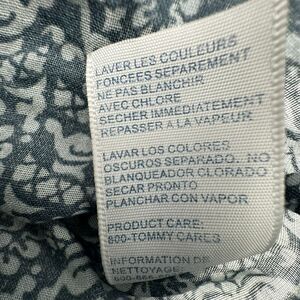 LAVER LES COULEURS
FONCEES SEPAREMENT
NE PAS BLANCHIR
AVEC CHLORE
SECHER IMMEDIATEMENT
REPASSER A LA VAPEUR
LAVAR LOS COLORES
OSCUROS SEPARADO. NO
BLANQUEADOR CLORADO
SECAR PRONTO
PLANCHAR CON VAPOR
PRODUCT CARE:
800-TOMMY CARES
INFORMATION DE
NETTOYAGE